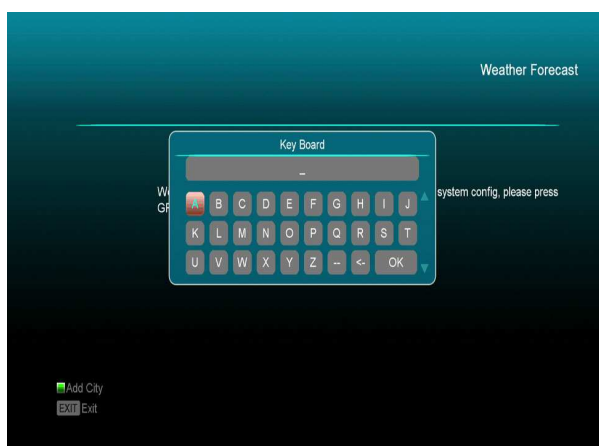 Weather Forecast
Key Board
_
system config, please press
A B C D E F G H I J
K L M N O P Q R S T
U V W X Y Z -- <- OK
Add City
EXIT Exit